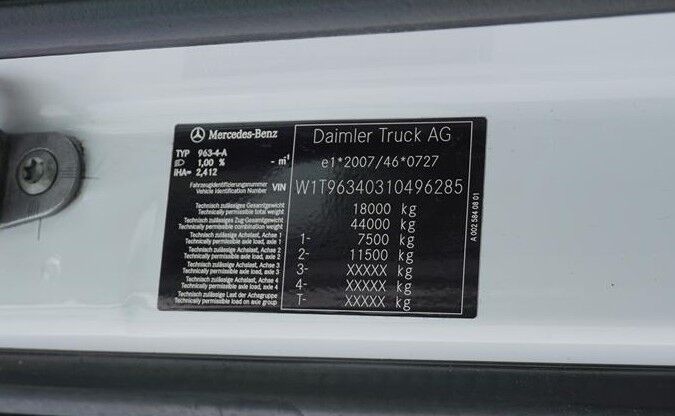 Mercedes-Benz
Daimler Truck AG
TYP 963-4-A
1,00 % - m⁻¹
e1*2007/46*0727
IHA= 2,412
Fahrzeugidentifizierungsnummer
Vehicle Identification Number VIN W1T96340310496285
Technisch zulässiges Gesamtgewicht
Technically permissible total weight 18000 kg
Technisch zulässiges Zug-Gesamtgewicht
Technically permissible combination weight 44000 kg
Technisch zulässige Achslast, Achse 1
Technically permissible axle load, axle 1 1- 7500 kg
Technisch zulässige Achslast, Achse 2
Technically permissible axle load, axle 2 2- 11500 kg
Technisch zulässige Achslast, Achse 3
Technically permissible axle load, axle 3 3- XXXXX kg
Technisch zulässige Achslast, Achse 4
Technically permissible axle load, axle 4 4- XXXXX kg
Technisch zulässige Last der Achsgruppe
Technically permissible load on axle group T- XXXXX kg
A 002 584 08 01